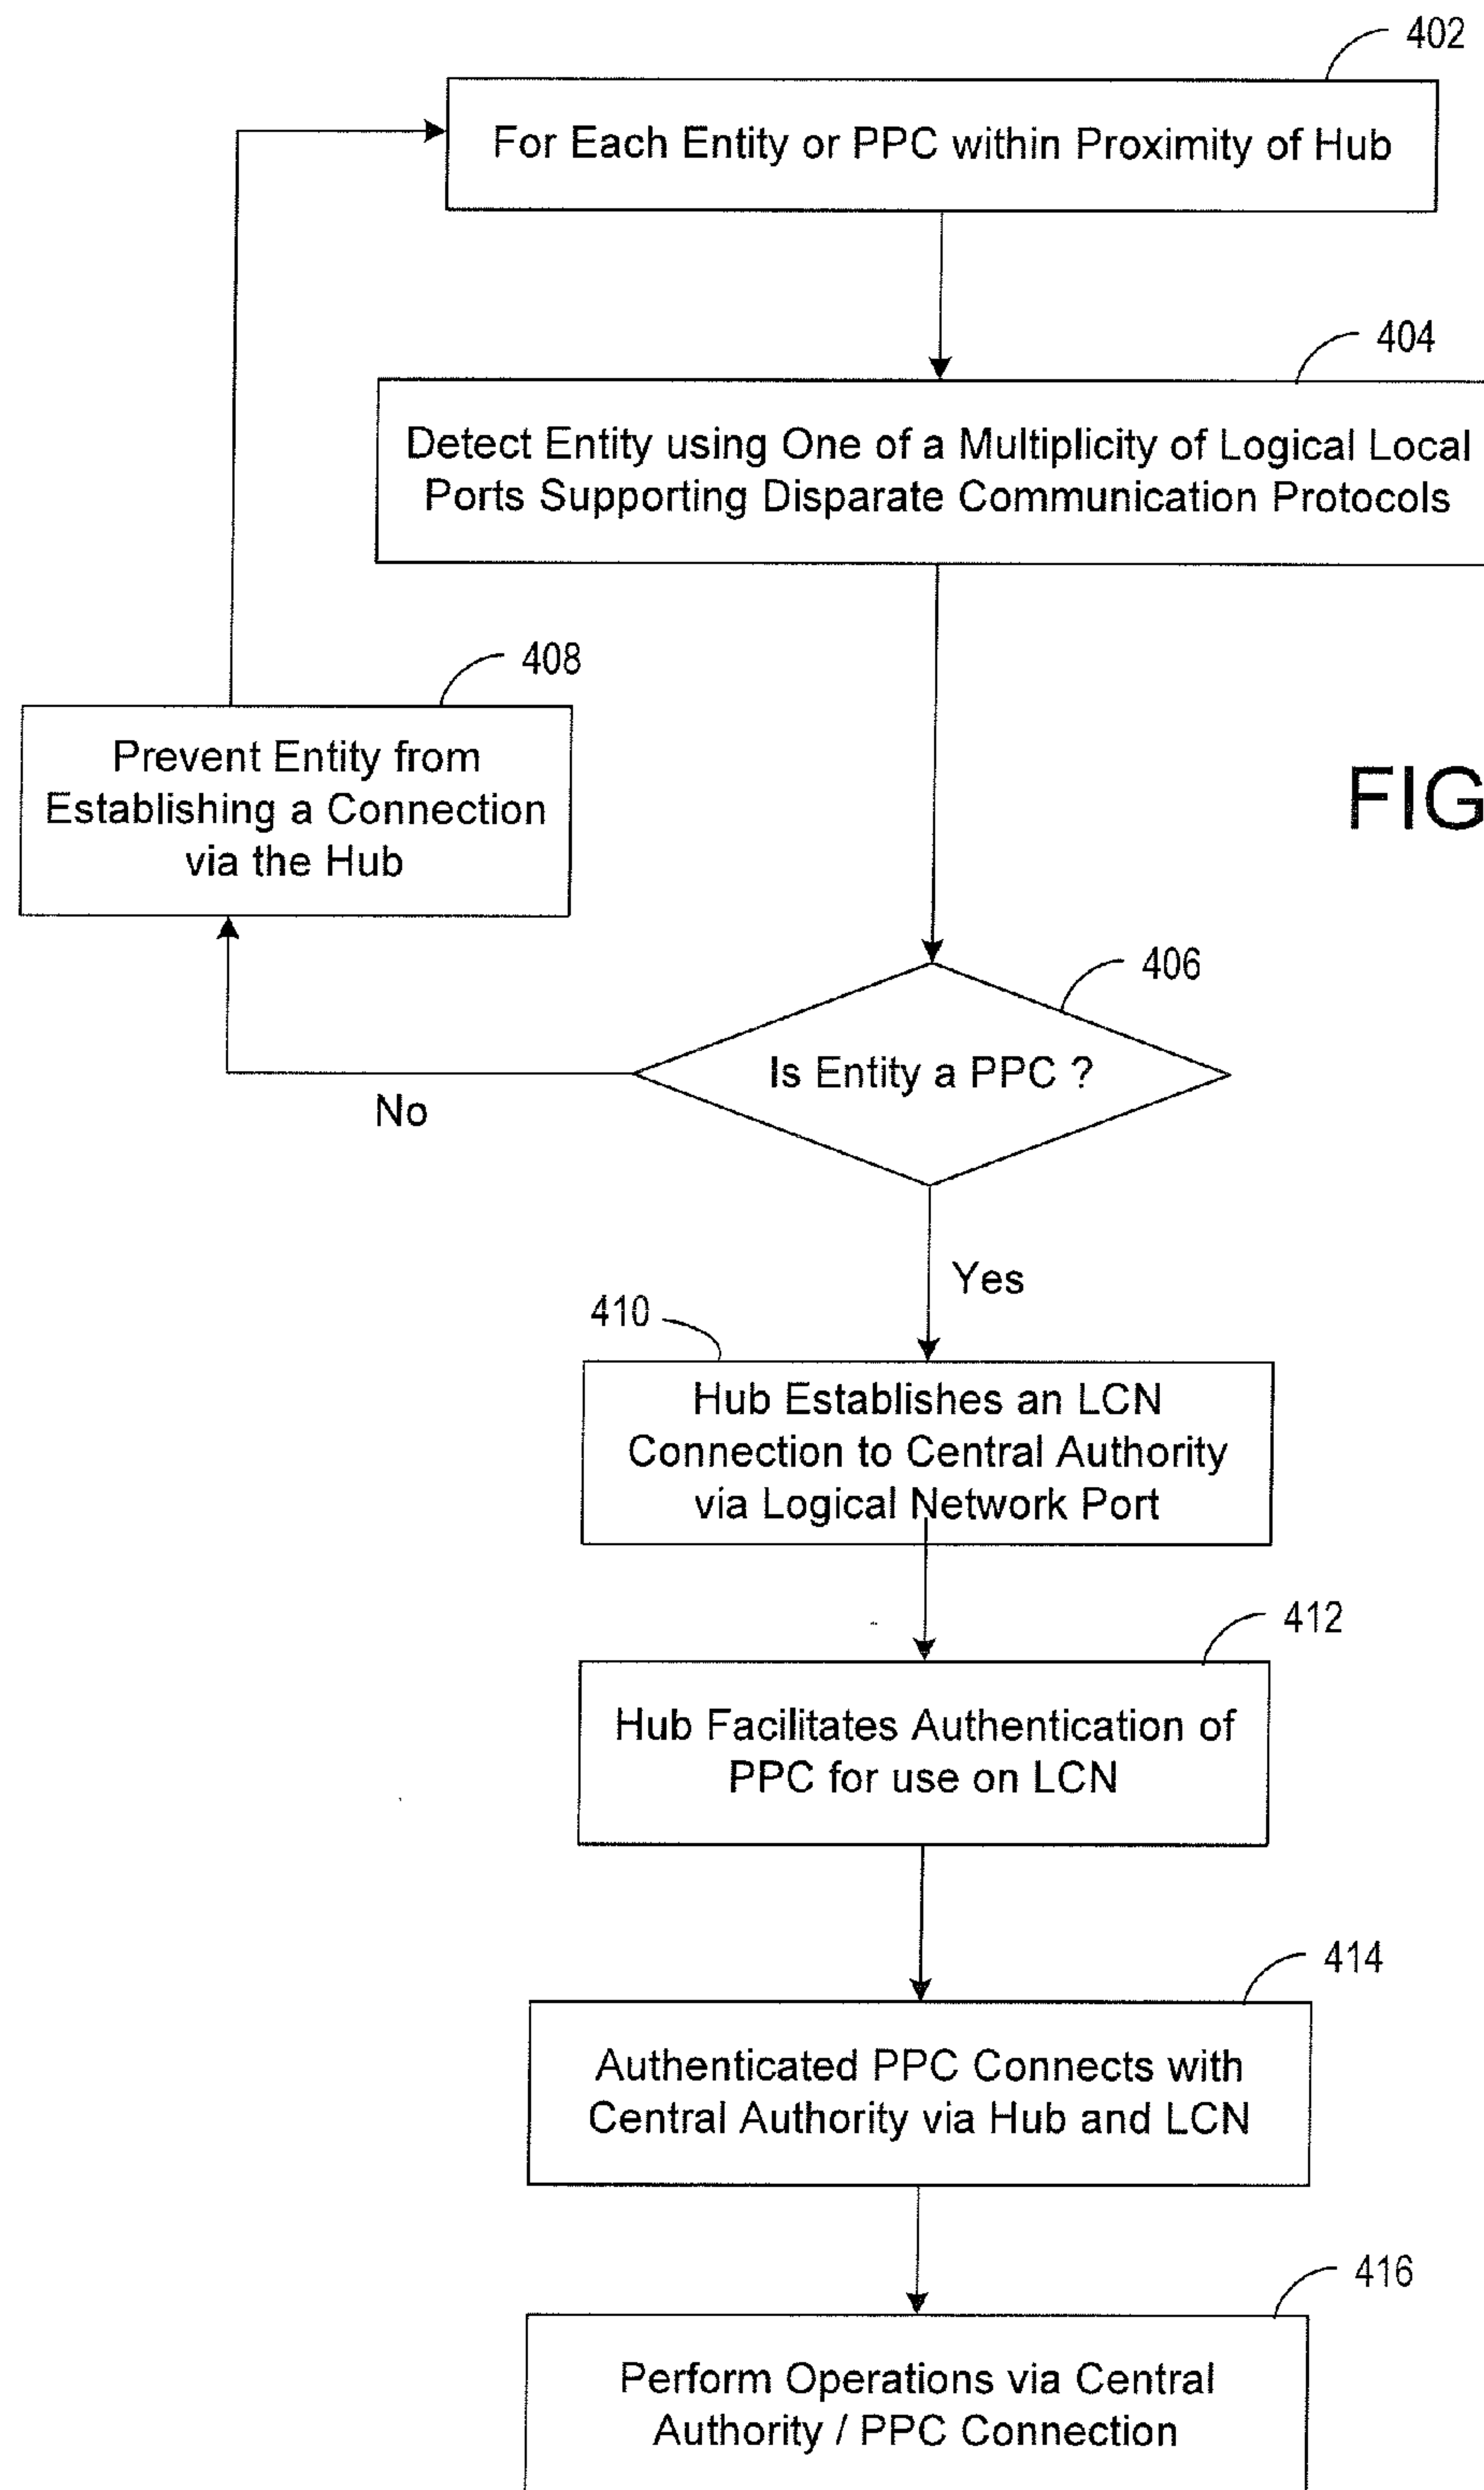 402
For Each Entity or PPC within Proximity of Hub
404
Detect Entity using One of a Multiplicity of Logical Local
Ports Supporting Disparate Communication Protocols
408
Prevent Entity from
Establishing a Connection
via the Hub
FIG
406
Is Entity a PPC ?
No
Yes
410
Hub Establishes an LCN
Connection to Central Authority
via Logical Network Port
412
Hub Facilitates Authentication of
PPC for use on LCN
414
Authenticated PPC Connects with
Central Authority via Hub and LCN
416
Perform Operations via Central
Authority / PPC Connection